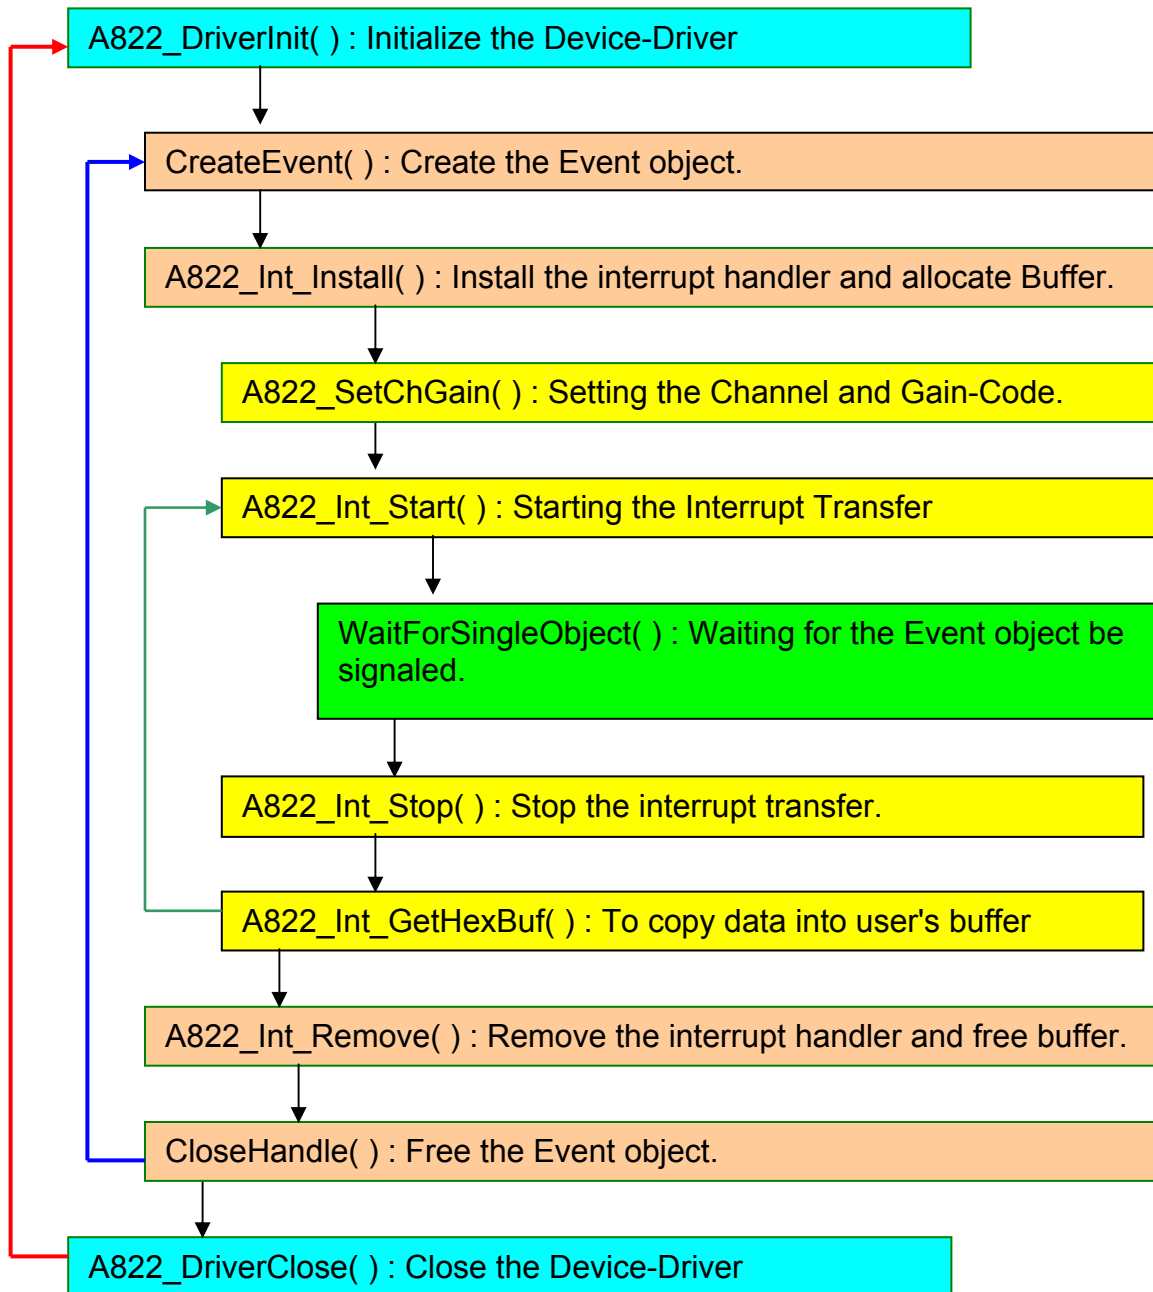 A822_DriverInit( ) : Initialize the Device-Driver
CreateEvent( ) : Create the Event object.
A822_Int_Install( ) : Install the interrupt handler and allocate Buffer.
A822_SetChGain( ) : Setting the Channel and Gain-Code.
A822_Int_Start( ) : Starting the Interrupt Transfer
WaitForSingleObject( ) : Waiting for the Event object be
signaled.
A822_Int_Stop( ) : Stop the interrupt transfer.
A822_Int_GetHexBuf( ) : To copy data into user's buffer
A822_Int_Remove( ) : Remove the interrupt handler and free buffer.
CloseHandle( ) : Free the Event object.
A822_DriverClose( ) : Close the Device-Driver